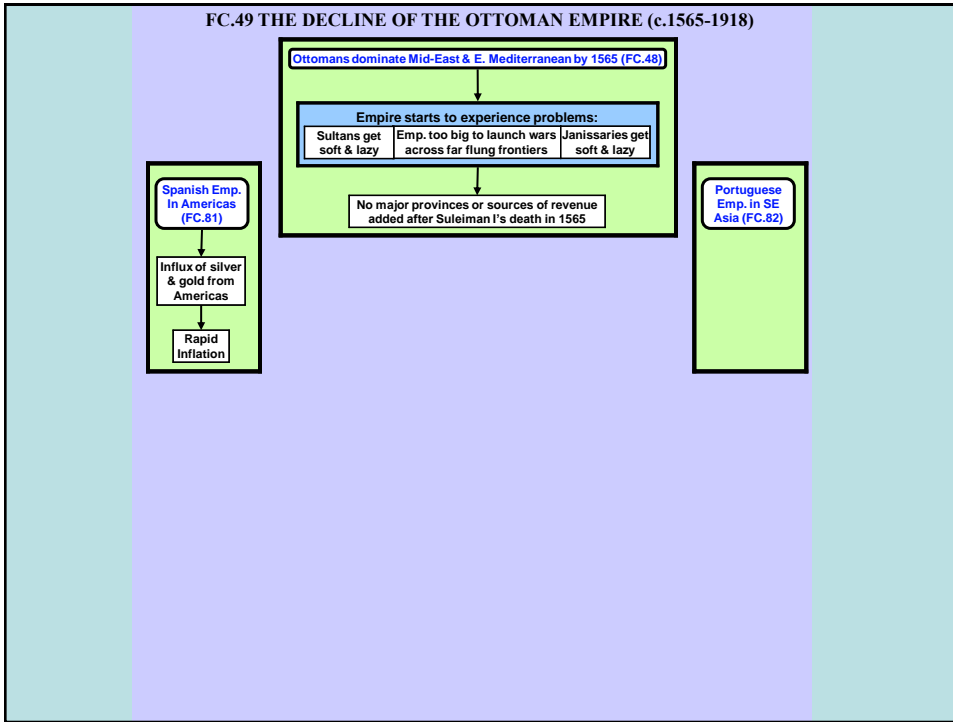 FC.49 THE DECLINE OF THE OTTOMAN EMPIRE (c.1565-1918)
Ottomans dominate Mid-East & E. Mediterranean by 1565 (FC.48)
Empire starts to experience problems:
Sultans get
soft & lazy
Emp. too big to launch wars
across far flung frontiers
Janissaries get
soft & lazy
No major provinces or sources of revenue
added after Suleiman I's death in 1565
Spanish Emp.
In Americas
(FC.81)
Influx of silver
& gold from
Americas
Rapid
Inflation
Portuguese
Emp. in SE
Asia (FC.82)